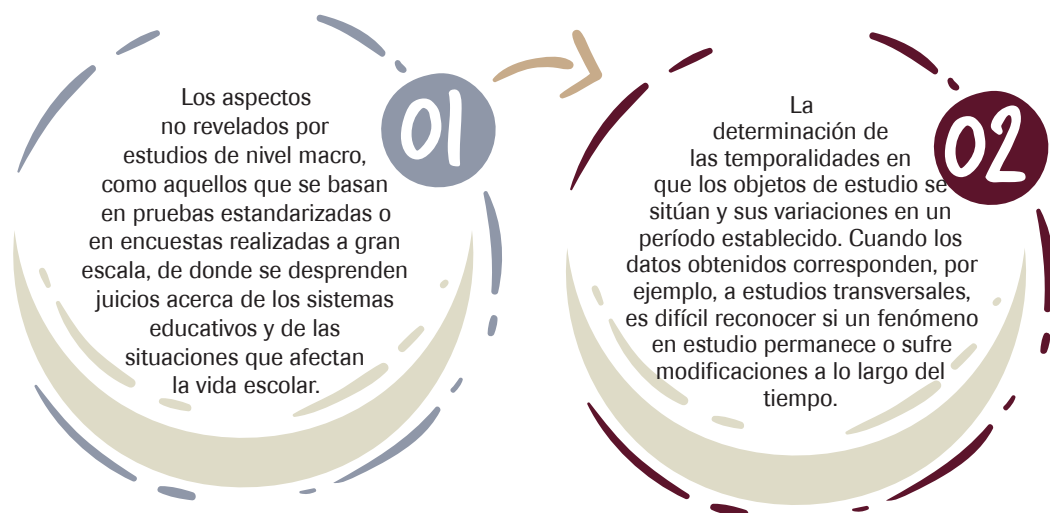 01
Los aspectos
no revelados por
estudios de nivel macro,
como aquellos que se basan
en pruebas estandarizadas o
en encuestas realizadas a gran
escala, de donde se desprenden
juicios acerca de los sistemas
educativos y de las
situaciones que afectan
la vida escolar.
02
La
determinación de
las temporalidades en
que los objetos de estudio se
sitúan y sus variaciones en un
período establecido. Cuando los
datos obtenidos corresponden, por
ejemplo, a estudios transversales,
es difícil reconocer si un fenómeno
en estudio permanece o sufre
modificaciones a lo largo del
tiempo.